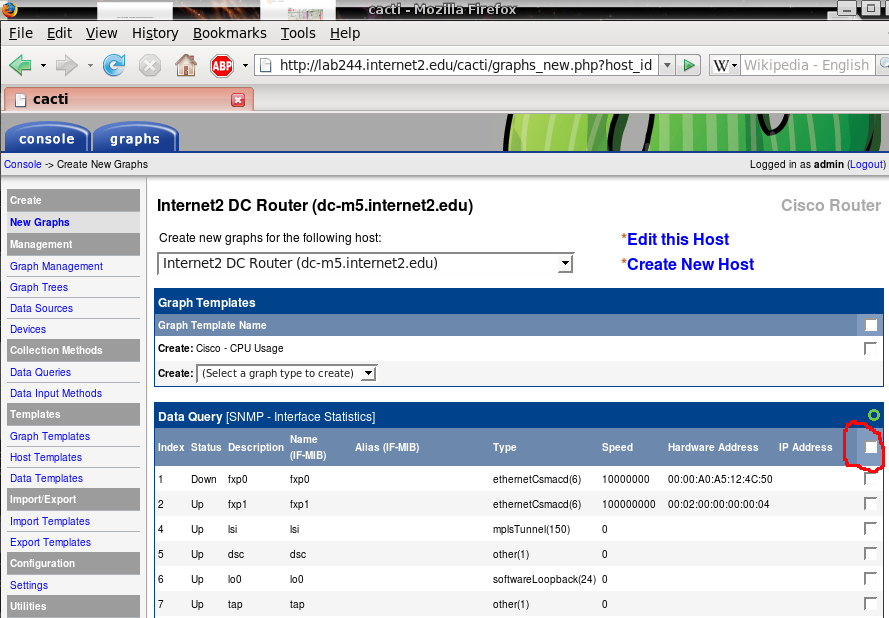 cacti - Mozilla Firefox
File Edit View History Bookmarks Tools Help
ABP http://lab244.internet2.edu/cacti/graphs_new.php?host_id W Wikipedia - English
cacti
console graphs
Console -> Create New Graphs Logged in as admin (Logout)
Create
New Graphs
Management
Graph Management
Graph Trees
Data Sources
Devices
Collection Methods
Data Queries
Data Input Methods
Templates
Graph Templates
Host Templates
Data Templates
Import/Export
Import Templates
Export Templates
Configuration
Settings
Utilities
Internet2 DC Router (dc-m5.internet2.edu) Cisco Router
Create new graphs for the following host: *Edit this Host
Internet2 DC Router (dc-m5.internet2.edu) *Create New Host
Graph Templates
Graph Template Name
Create: Cisco - CPU Usage
Create: (Select a graph type to create)
Data Query [SNMP - Interface Statistics]
Index Status Description Name (IF-MIB) Alias (IF-MIB) Type Speed Hardware Address IP Address
1 Down fxp0 fxp0 ethernetCsmacd(6) 10000000 00:00:A0:A5:12:4C:50
2 Up fxp1 fxp1 ethernetCsmacd(6) 100000000 00:02:00:00:00:00:04
4 Up lsi lsi mplsTunnel(150) 0
5 Up dsc dsc other(1) 0
6 Up lo0 lo0 softwareLoopback(24) 0
7 Up tap tap other(1) 0